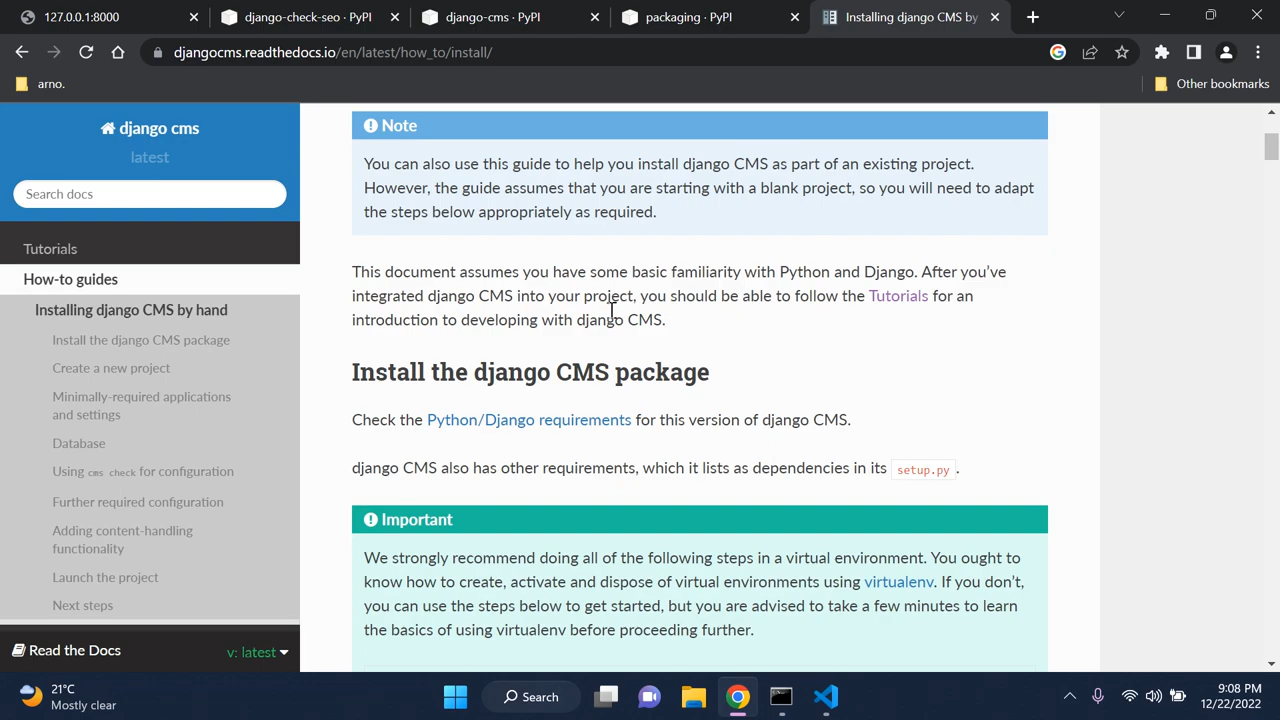 127.0.0.1:8000
django-check-seo · PyPI
django-cms · PyPI
packaging · PyPI
Installing django CMS by
djangocms.readthedocs.io/en/latest/how_to/install/
arno.
Other bookmarks
django cms
latest
Search docs
Tutorials
How-to guides
Installing django CMS by hand
Install the django CMS package
Create a new project
Minimally-required applications
and settings
Database
Using cms check for configuration
Further required configuration
Adding content-handling
functionality
Launch the project
Next steps
Read the Docs
v: latest
Note
You can also use this guide to help you install django CMS as part of an existing project.
However, the guide assumes that you are starting with a blank project, so you will need to adapt
the steps below appropriately as required.
This document assumes you have some basic familiarity with Python and Django. After you've
integrated django CMS into your project, you should be able to follow the Tutorials for an
introduction to developing with django CMS.
Install the django CMS package
Check the Python/Django requirements for this version of django CMS.
django CMS also has other requirements, which it lists as dependencies in its setup.py.
Important
We strongly recommend doing all of the following steps in a virtual environment. You ought to
know how to create, activate and dispose of virtual environments using virtualenv. If you don't,
you can use the steps below to get started, but you are advised to take a few minutes to learn
the basics of using virtualenv before proceeding further.
21°C
Mostly clear
Search
9:08 PM
12/22/2022